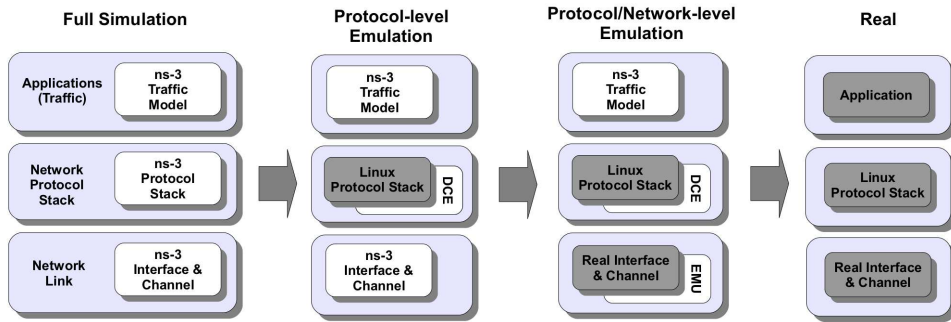 Full Simulation
Protocol-level
Emulation
Protocol/Network-level
Emulation
Real
Applications
(Traffic)
ns-3
Traffic
Model
ns-3
Traffic
Model
ns-3
Traffic
Model
Application
Network
Protocol
Stack
ns-3
Protocol
Stack
Linux
Protocol Stack
DCE
Linux
Protocol Stack
DCE
Linux
Protocol Stack
Network
Link
ns-3
Interface &
Channel
ns-3
Interface &
Channel
Real Interface
& Channel
EMU
Real Interface
& Channel